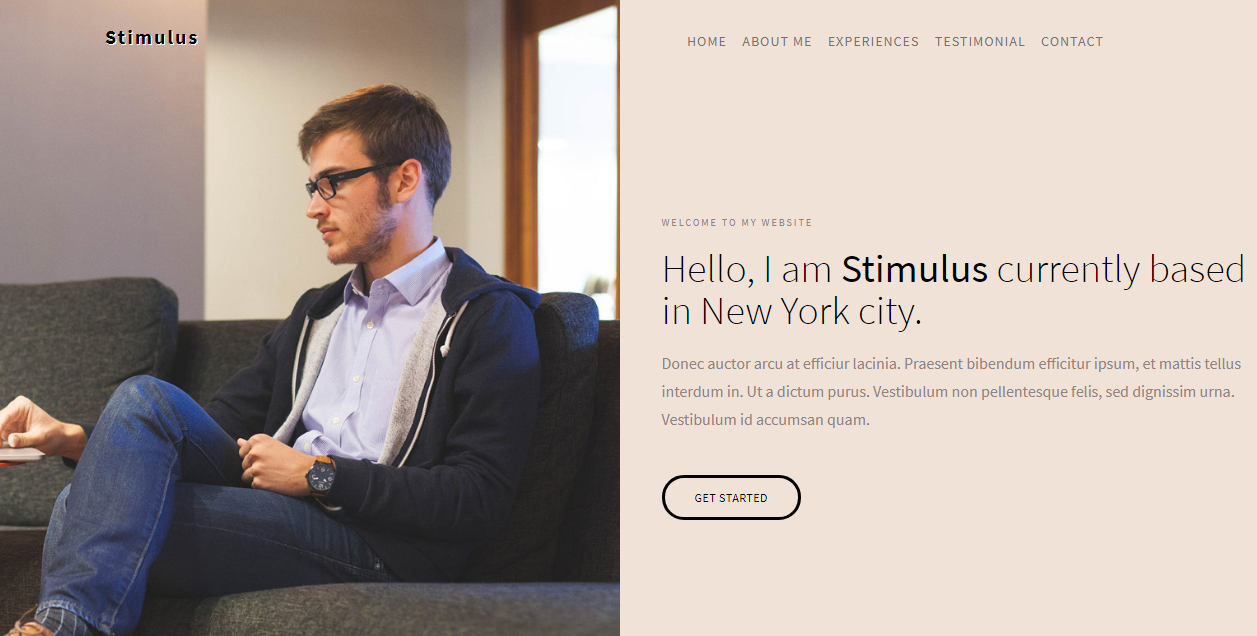 Stimulus
HOME ABOUT ME EXPERIENCES TESTIMONIAL CONTACT
WELCOME TO MY WEBSITE
Hello, I am Stimulus currently based
in New York city.
Donec auctor arcu at efficiur lacinia. Praesent bibendum efficitur ipsum, et mattis tellus
interdum in. Ut a dictum purus. Vestibulum non pellentesque felis, sed dignissim urna.
Vestibulum id accumsan quam.
GET STARTED